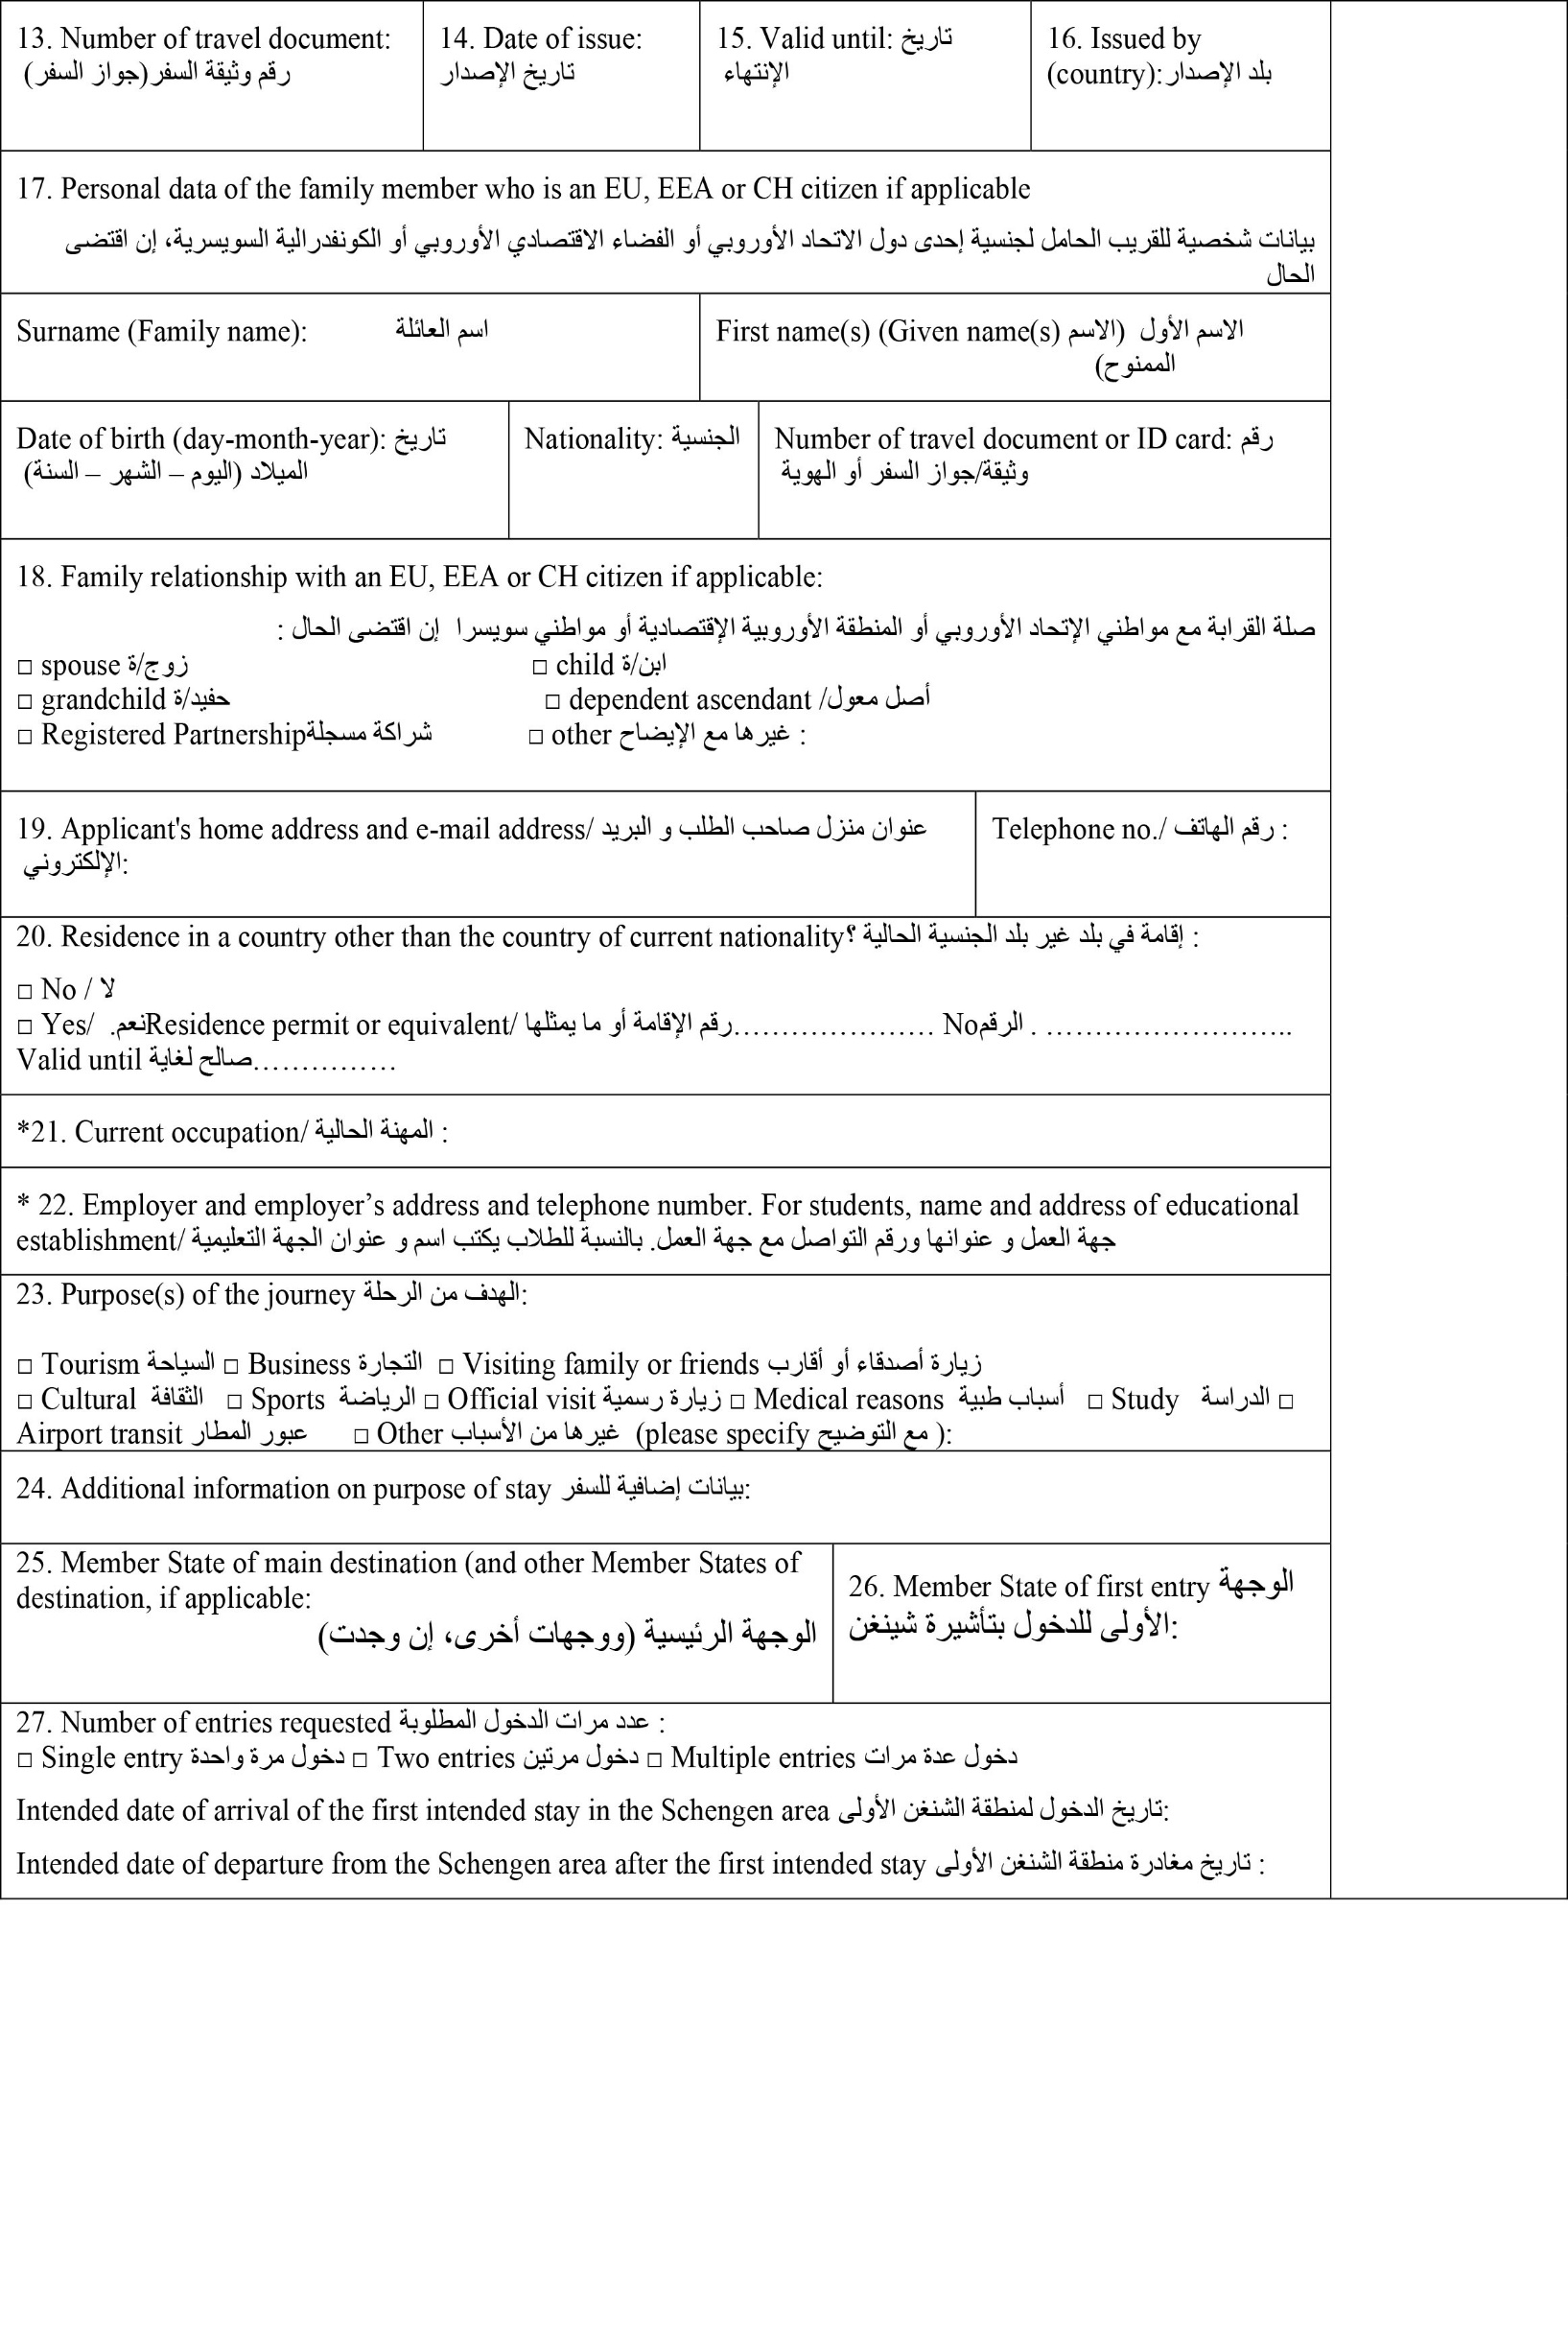 13. Number of travel document:
رقم وثيقة السفر(جواز السفر)
14. Date of issue:
تاريخ الإصدار
15. Valid until: تاريخ
الإنتهاء
16. Issued by
(country):بلد الإصدار
17. Personal data of the family member who is an EU, EEA or CH citizen if applicable
بيانات شخصية للقريب الحامل لجنسية إحدى دول الاتحاد الأوروبي أو الفضاء الاقتصادي الأوروبي أو الكونفدرالية السويسرية، إن اقتضى
الحال
Surname (Family name): اسم العائلة
First name(s) (Given name(s) الاسم الأول (الاسم
الممنوح)
Date of birth (day-month-year): تاريخ
الميلاد (اليوم – الشهر – السنة)
Nationality: الجنسية
Number of travel document or ID card: رقم
وثيقة/جواز السفر أو الهوية
18. Family relationship with an EU, EEA or CH citizen if applicable:
صلة القرابة مع مواطني الإتحاد الأوروبي أو المنطقة الأوروبية الإقتصادية أو مواطني سويسرا إن اقتضى الحال :
□ spouse زوج/ة □ child ابن/ة
□ grandchild حفيد/ة □ dependent ascendant /أصل معول
□ Registered Partnershipشراكة مسجلة □ other غيرها مع الإيضاح :
19. Applicant's home address and e-mail address/ عنوان منزل صاحب الطلب و البريد
الإلكتروني:
Telephone no./ رقم الهاتف :
20. Residence in a country other than the country of current nationality إقامة في بلد غير بلد الجنسية الحالية ؟ :
□ No / لا
□ Yes/ نعم. Residence permit or equivalent/ رقم الإقامة أو ما يمثلها………………… Noالرقم . ……………………..
Valid until صالح لغاية……………
*21. Current occupation/ المهنة الحالية :
* 22. Employer and employer’s address and telephone number. For students, name and address of educational
establishment/ جهة العمل و عنوانها ورقم التواصل مع جهة العمل. بالنسبة للطلاب يكتب اسم و عنوان الجهة التعليمية
23. Purpose(s) of the journey الهدف من الرحلة:
□ Tourism السياحة □ Business التجارة □ Visiting family or friends زيارة أصدقاء أو أقارب
□ Cultural الثقافة □ Sports الرياضة □ Official visit زيارة رسمية □ Medical reasons أسباب طبية □ Study الدراسة □
Airport transit عبور المطار □ Other غيرها من الأسباب (please specify مع التوضيح ):
24. Additional information on purpose of stay بيانات إضافية للسفر:
25. Member State of main destination (and other Member States of
destination, if applicable:
الوجهة الرئيسية (ووجهات أخرى، إن وجدت)
26. Member State of first entry الوجهة
الأولى للدخول بتأشيرة شينغن:
27. Number of entries requested عدد مرات الدخول المطلوبة :
□ Single entry دخول مرة واحدة □ Two entries دخول مرتين □ Multiple entries دخول عدة مرات
Intended date of arrival of the first intended stay in the Schengen area تاريخ الدخول لمنطقة الشنغن الأولى:
Intended date of departure from the Schengen area after the first intended stay تاريخ مغادرة منطقة الشنغن الأولى :